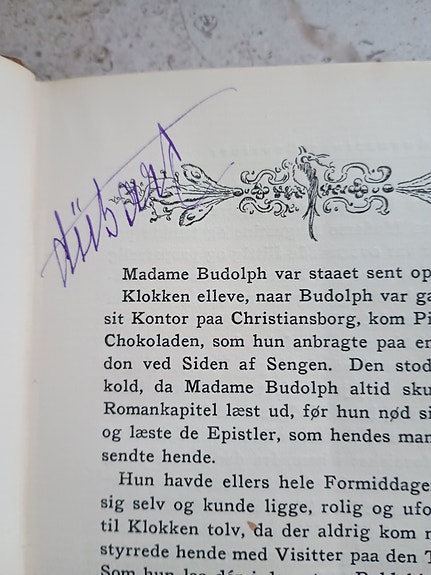 Madame Budolph var staaet sent op
Klokken elleve, naar Budolph var ga
sit Kontor paa Christiansborg, kom Pi
Chokoladen, som hun anbragte paa en
don ved Siden af Sengen. Den stod
kold, da Madame Budolph altid sku
Romankapitel læst ud, før hun nød si
og læste de Epistler, som hendes man
sendte hende.
Hun havde ellers hele Formiddage
sig selv og kunde ligge, rolig og ufo
til Klokken tolv, da der aldrig kom n
styrrede hende med Visitter paa den T